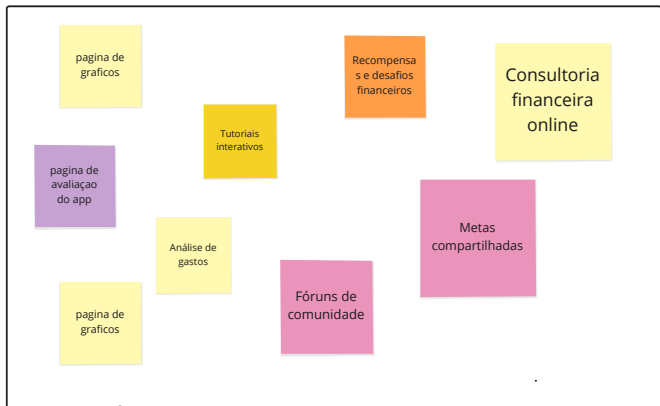 pagina de
graficos
Recompensa
s e desafios
financeiros
Consultoria
financeira
online
Tutoriais
interativos
pagina de
avaliaçao
do app
Metas
compartilhadas
Análise de
gastos
Fóruns de
comunidade
pagina de
graficos